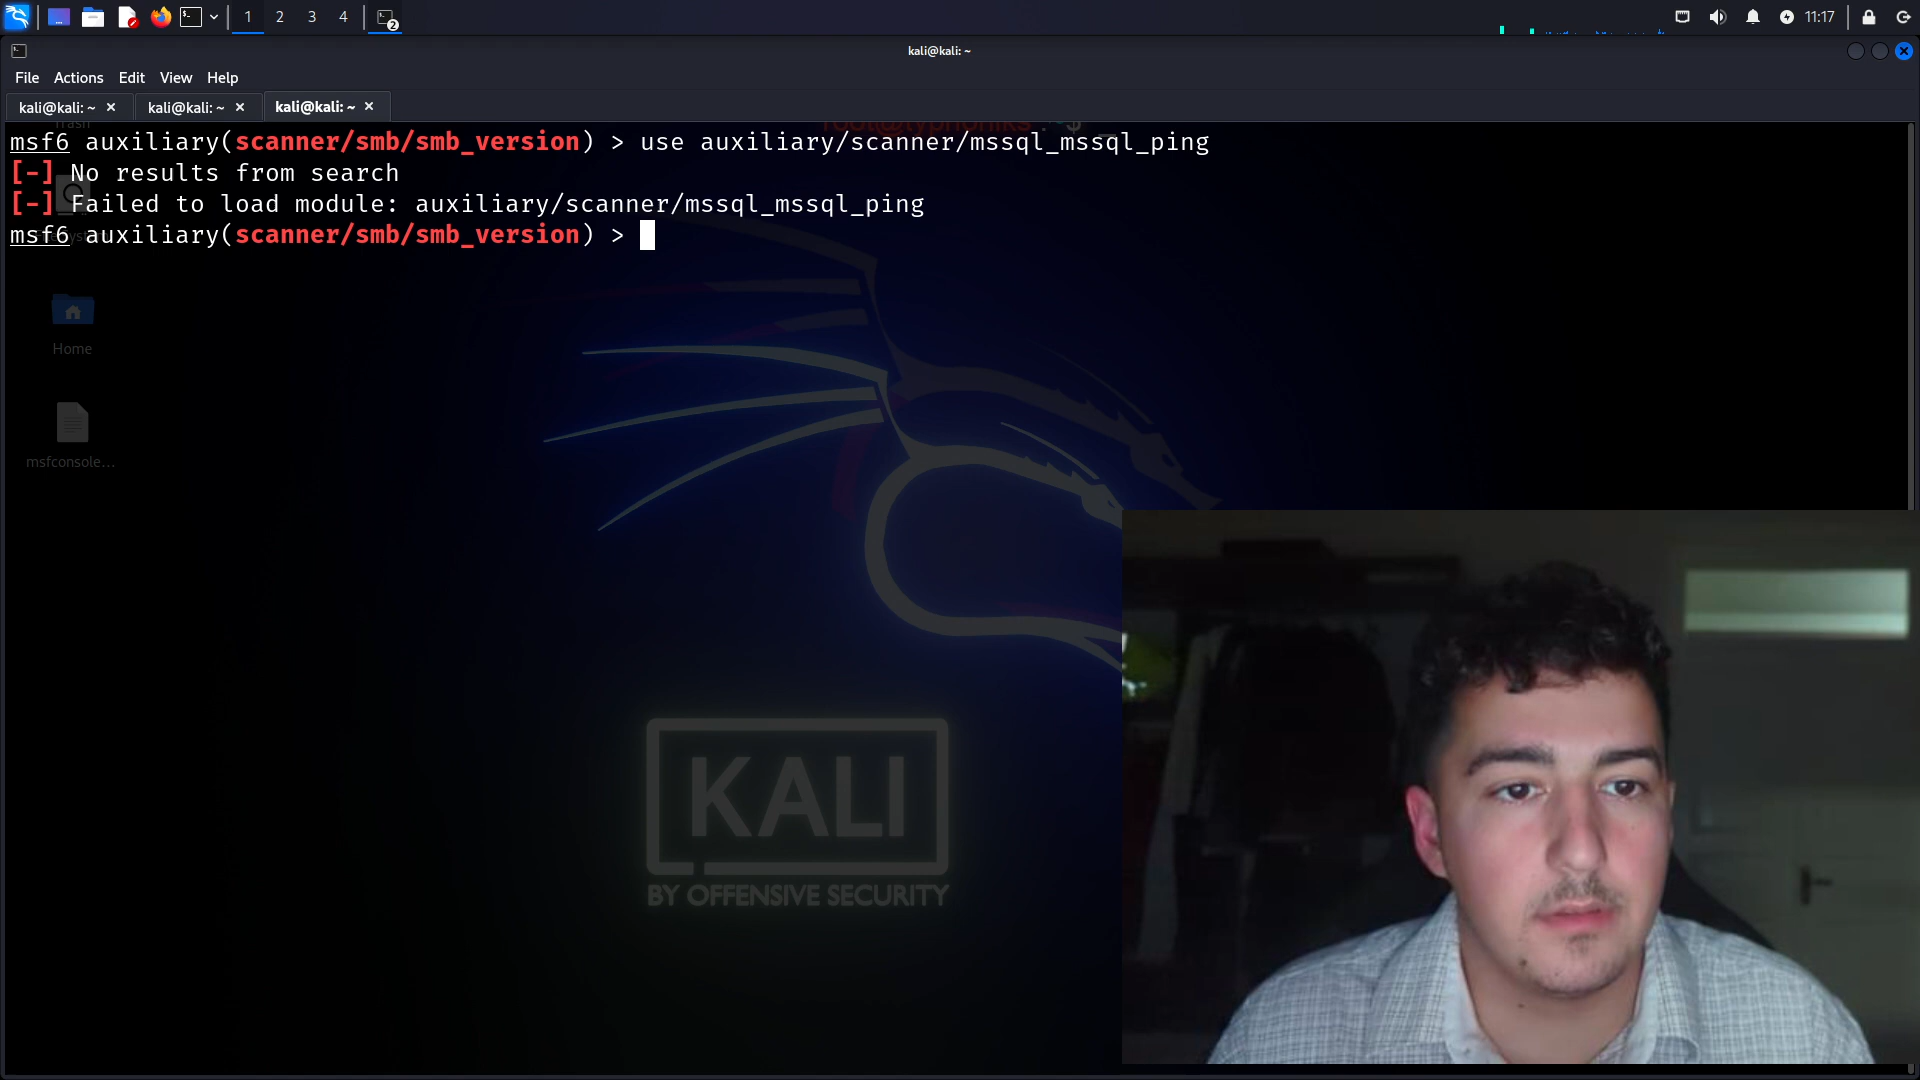 1 2 3 4 2 11:17
kali@kali: ~
File Actions Edit View Help
kali@kali: ~ × kali@kali: ~ × kali@kali: ~ ×
Trash
msf6 auxiliary(scanner/smb/smb_version) > use auxiliary/scanner/mssql_mssql_ping
[-] No results from search
[-] Failed to load module: auxiliary/scanner/mssql_mssql_ping
msf6 auxiliary(scanner/smb/smb_version) >
Home
msfconsole...
KALI
BY OFFENSIVE SECURITY